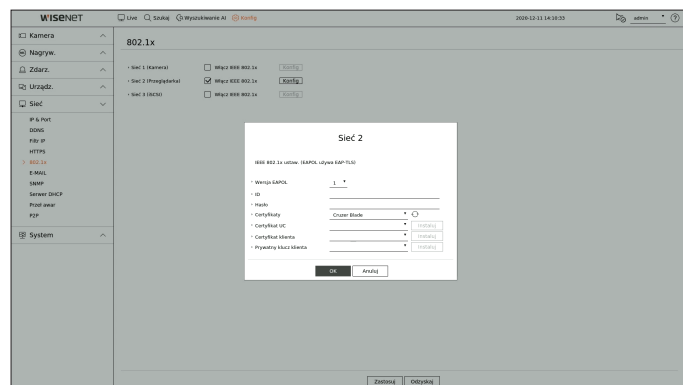 WISENET
Live Szukaj Wyszukiwanie AI Konfig
2020-12-11 14:10:33
admin
Kamera
Nagryw.
Zdarz.
Urządz.
Sieć
IP & Port
DDNS
Filtr IP
HTTPS
802.1x
E-MAIL
SNMP
Serwer DHCP
Przeł awar
P2P
System
802.1x
Sieć 1 (Kamera) Włącz IEEE 802.1x Konfig
Sieć 2 (Przeglądarka) Włącz IEEE 802.1x Konfig
Sieć 3 (iSCSI) Włącz IEEE 802.1x Konfig
Sieć 2
IEEE 802.1x ustaw. (EAPOL używa EAP-TLS)
Wersja EAPOL 1
ID
Hasło
Certyfikaty Cruzer Blade
Certyfikat UC Instaluj
Certyfikat klienta Instaluj
Prywatny klucz klienta Instaluj
OK Anuluj
Zastosuj Odzyskaj